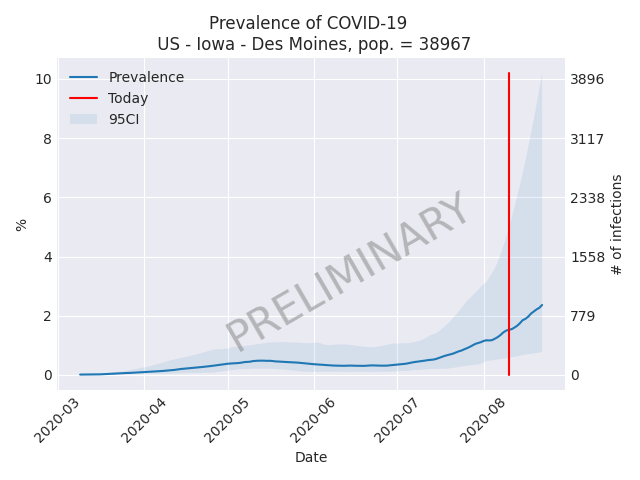 Prevalence of COVID-19
US - Iowa - Des Moines, pop. = 38967
Prevalence
Today
95CI
10
8
6
4
2
0
%
3896
3117
2338
1558
779
0
# of infections
PRELIMINARY
2020-03
2020-04
2020-05
2020-06
2020-07
2020-08
Date